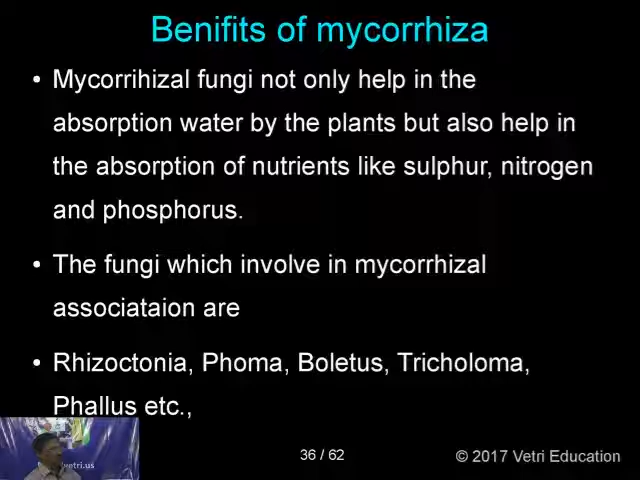 Benifits of mycorrhiza
• Mycorrihizal fungi not only help in the
absorption water by the plants but also help in
the absorption of nutrients like sulphur, nitrogen
and phosphorus.
• The fungi which involve in mycorrhizal
associataion are
• Rhizoctonia, Phoma, Boletus, Tricholoma,
Phallus etc.,
vetri.us
36 / 62
© 2017 Vetri Education